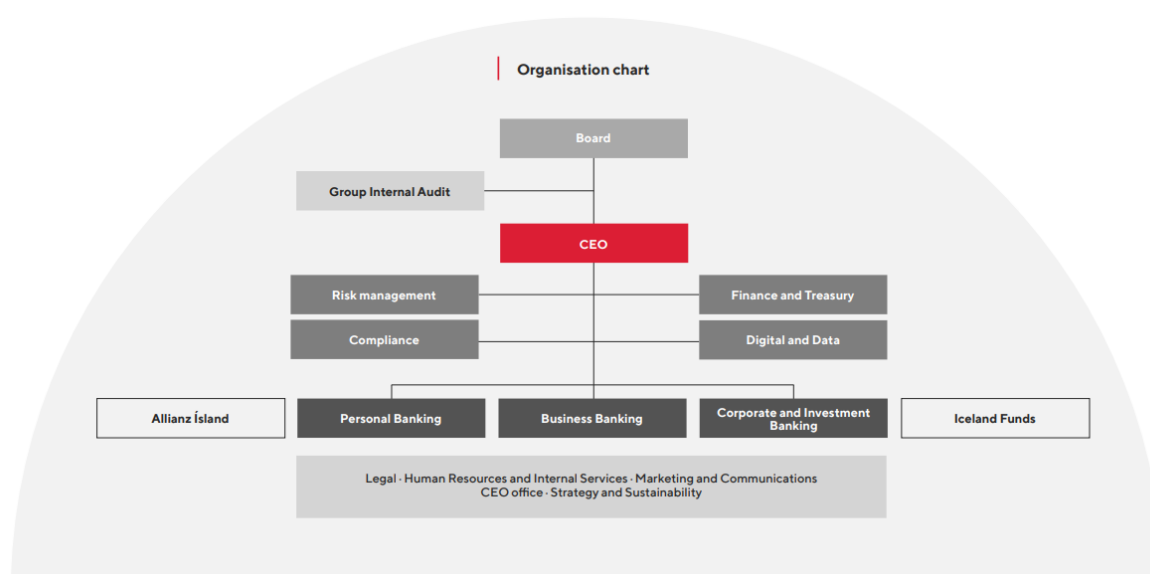 Organisation chart
Board
Group Internal Audit
CEO
Risk management
Finance and Treasury
Compliance
Digital and Data
Allianz Ísland
Personal Banking
Business Banking
Corporate and Investment
Banking
Iceland Funds
Legal · Human Resources and Internal Services · Marketing and Communications
CEO office · Strategy and Sustainability